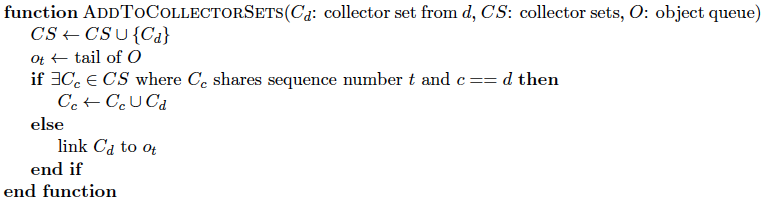 function ADDTOCOLLECTORSETS(C_d: collector set from d, CS: collector sets, O: object queue)
CS ← CS ∪ {C_d}
o_t ← tail of O
if ∃C_c ∈ CS where C_c shares sequence number t and c == d then
C_c ← C_c ∪ C_d
else
link C_d to o_t
end if
end function